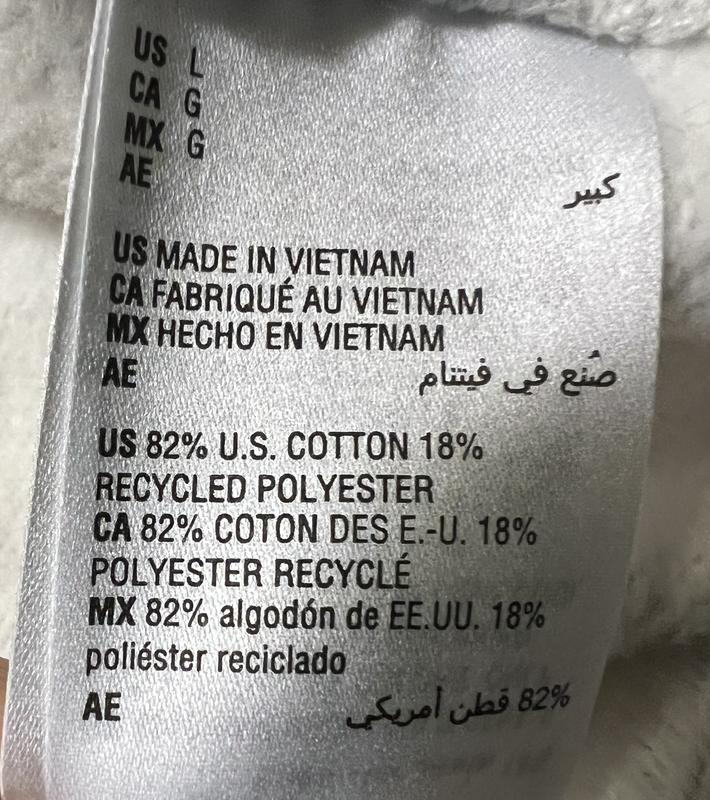 US L
CA G
MX G
AE كبير
US MADE IN VIETNAM
CA FABRIQUÉ AU VIETNAM
MX HECHO EN VIETNAM
AE صُنع في فيتنام
US 82% U.S. COTTON 18%
RECYCLED POLYESTER
CA 82% COTON DES E.-U. 18%
POLYESTER RECYCLÉ
MX 82% algodón de EE.UU. 18%
poliéster reciclado
AE 82% قطن أمريكي